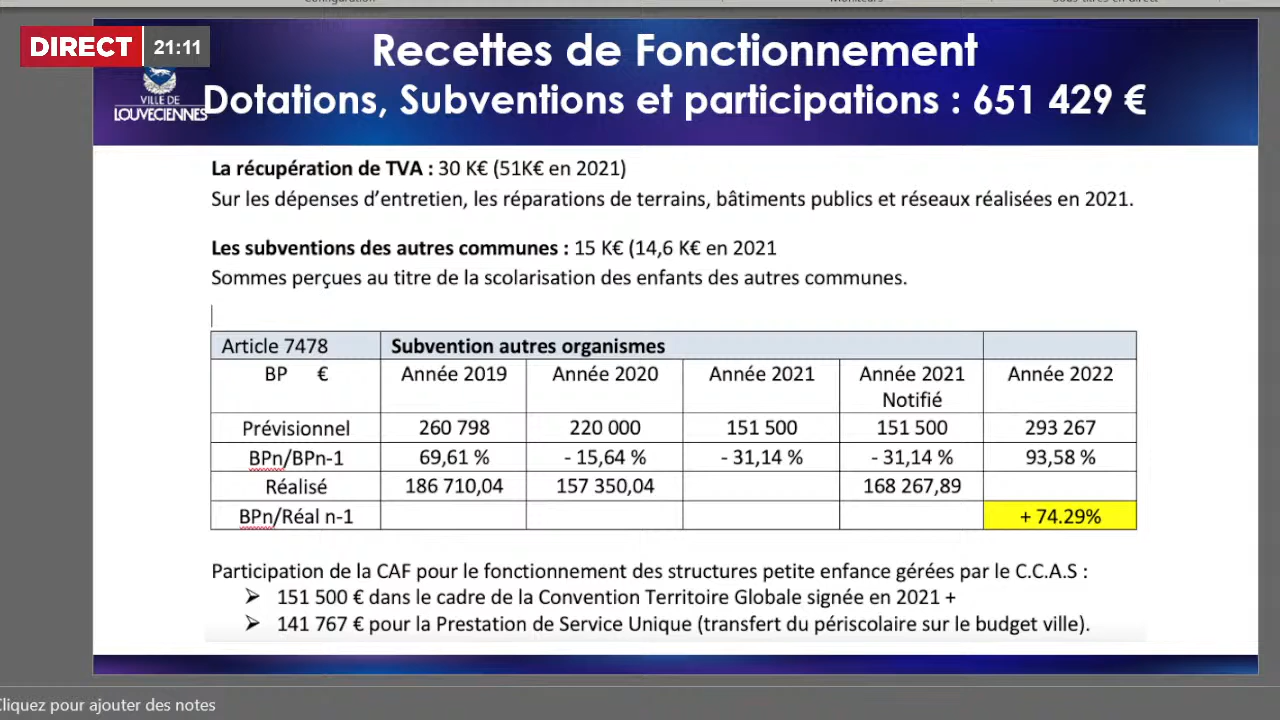 DIRECT 21:11
VILLE DE
LOUVECIENNES
Recettes de Fonctionnement
Dotations, Subventions et participations : 651 429 €
La récupération de TVA : 30 K€ (51K€ en 2021)
Sur les dépenses d’entretien, les réparations de terrains, bâtiments publics et réseaux réalisées en 2021.
Les subventions des autres communes : 15 K€ (14,6 K€ en 2021
Sommes perçues au titre de la scolarisation des enfants des autres communes.
Article 7478 Subvention autres organismes
BP € Année 2019 Année 2020 Année 2021 Année 2021 Année 2022
Notifié
Prévisionnel 260 798 220 000 151 500 151 500 293 267
BPn/BPn-1 69,61 % - 15,64 % - 31,14 % - 31,14 % 93,58 %
Réalisé 186 710,04 157 350,04 168 267,89
BPn/Réal n-1 + 74.29%
Participation de la CAF pour le fonctionnement des structures petite enfance gérées par le C.C.A.S :
➢ 151 500 € dans le cadre de la Convention Territoire Globale signée en 2021 +
➢ 141 767 € pour la Prestation de Service Unique (transfert du périscolaire sur le budget ville).
Cliquez pour ajouter des notes